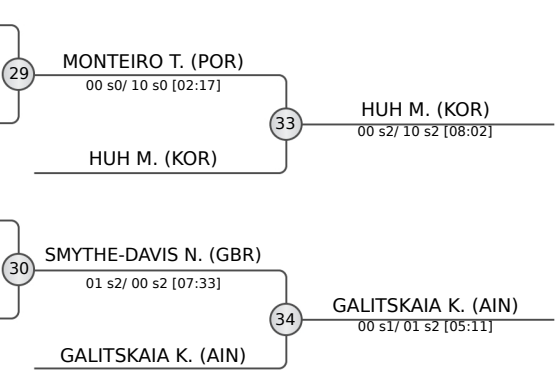 MONTEIRO T. (POR)
29
00 s0/ 10 s0 [02:17]
HUH M. (KOR)
33
00 s2/ 10 s2 [08:02]
HUH M. (KOR)
SMYTHE-DAVIS N. (GBR)
30
01 s2/ 00 s2 [07:33]
GALITSKAIA K. (AIN)
34
00 s1/ 01 s2 [05:11]
GALITSKAIA K. (AIN)